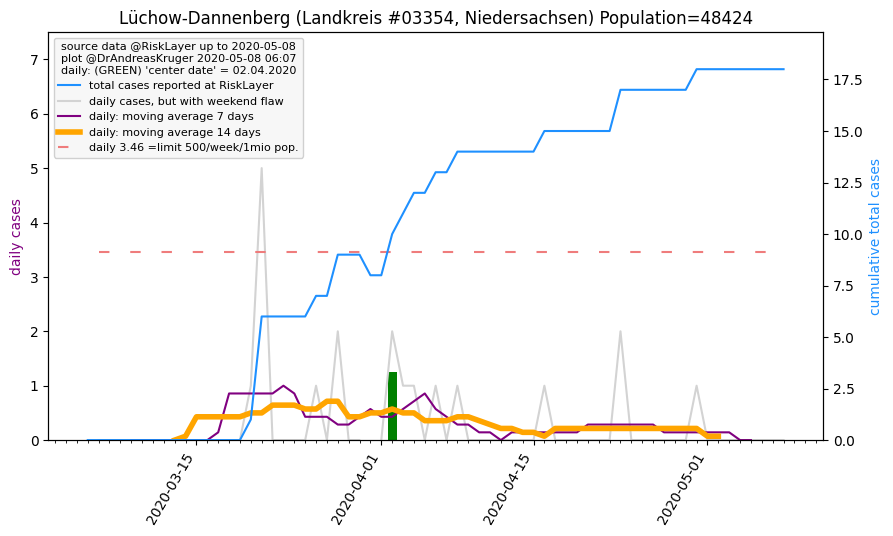 Lüchow-Dannenberg (Landkreis #03354, Niedersachsen) Population=48424
source data @RiskLayer up to 2020-05-08
plot @DrAndreasKruger 2020-05-08 06:07
daily: (GREEN) 'center date' = 02.04.2020
total cases reported at RiskLayer
daily cases, but with weekend flaw
daily: moving average 7 days
daily: moving average 14 days
daily 3.46 =limit 500/week/1mio pop.
daily cases
7
6
5
4
3
2
1
0
17.5
15.0
12.5
10.0
7.5
5.0
2.5
0.0
cumulative total cases
2020-03-15
2020-04-01
2020-04-15
2020-05-01